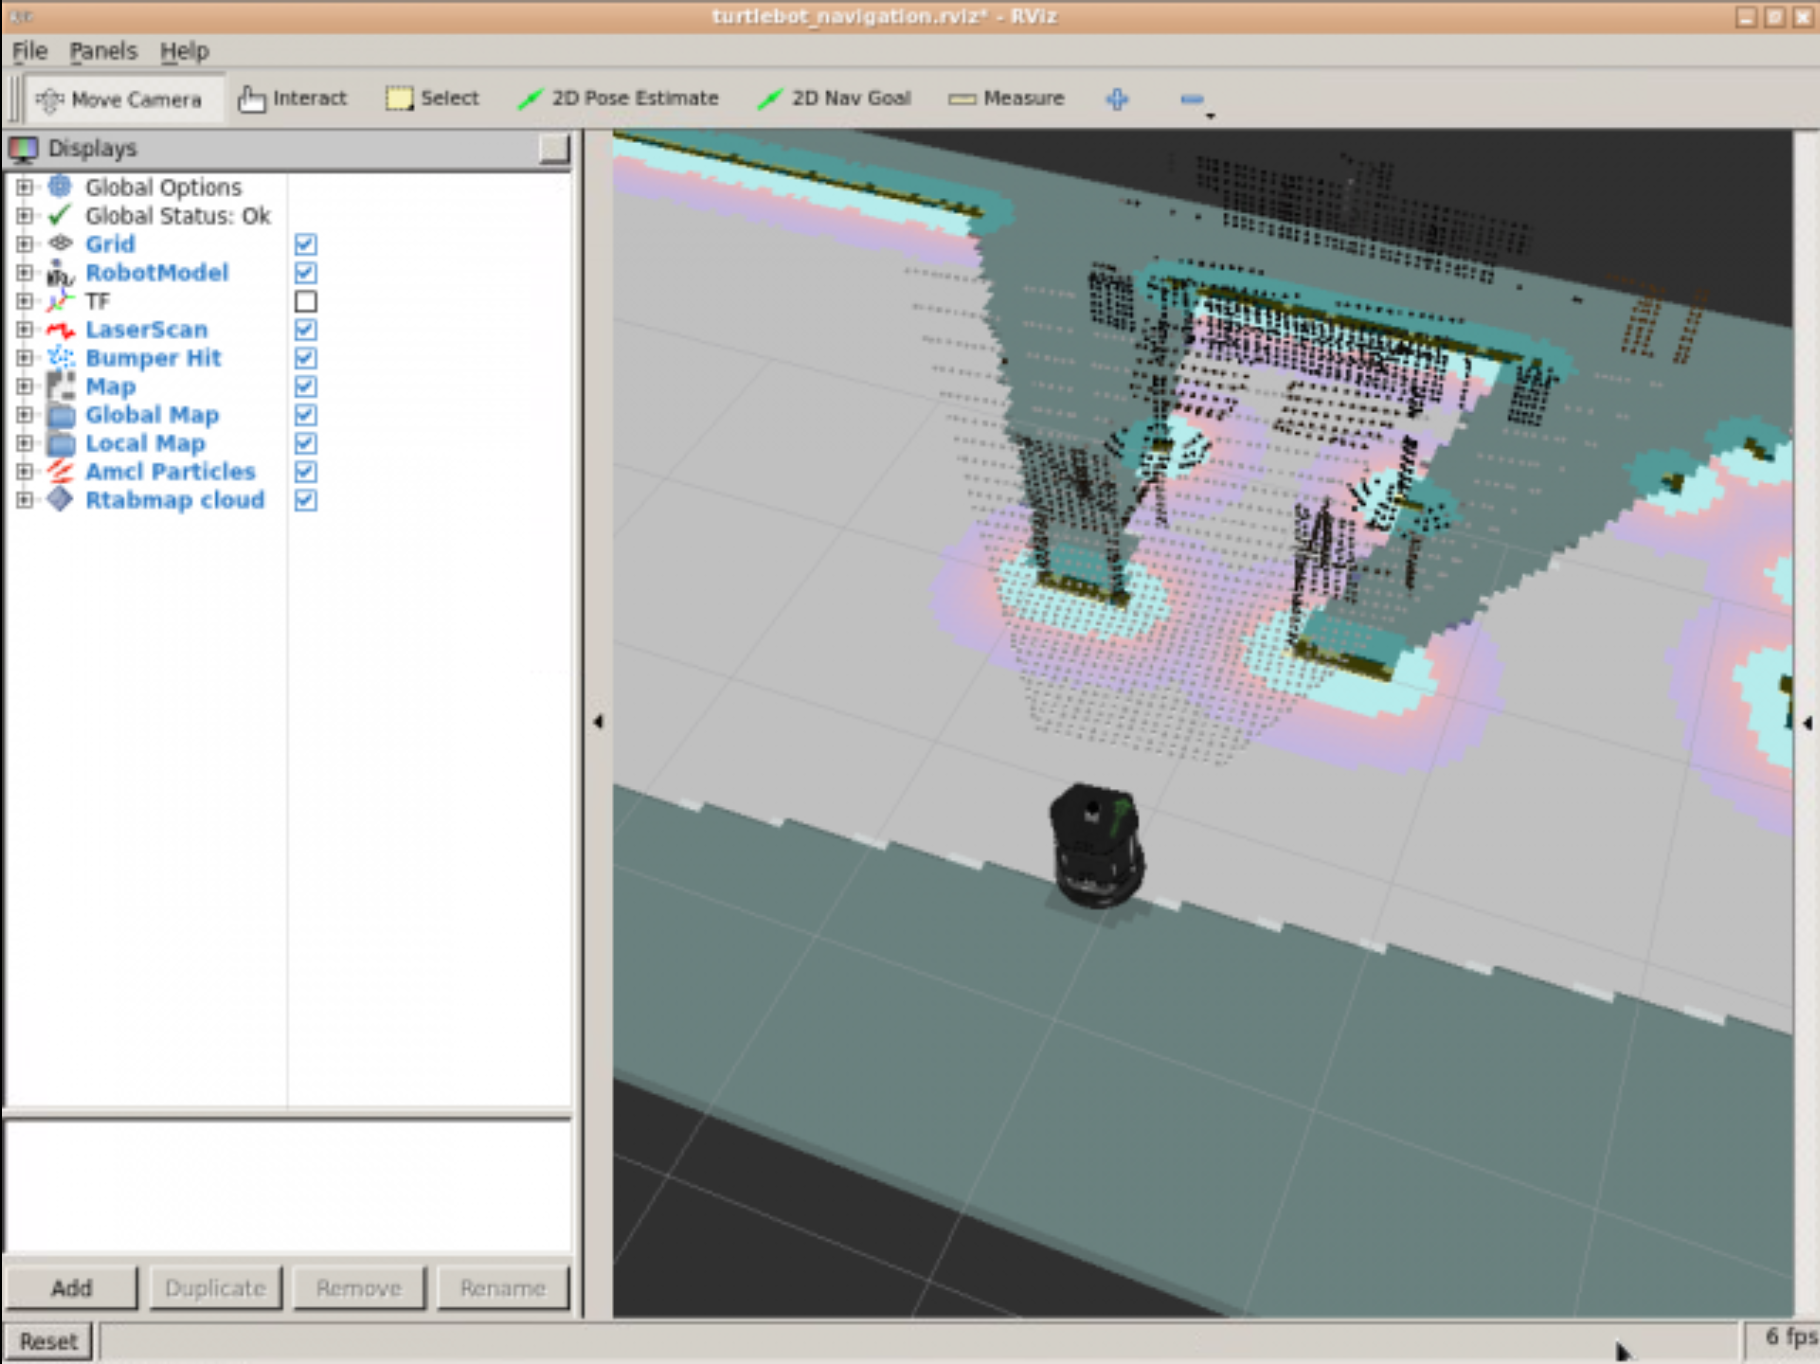 turtlebot_navigation.rviz* - RViz
File Panels Help
Move Camera Interact Select 2D Pose Estimate 2D Nav Goal Measure
Displays
Global Options
Global Status: Ok
Grid
RobotModel
TF
LaserScan
Bumper Hit
Map
Global Map
Local Map
Amcl Particles
Rtabmap cloud
Add Duplicate Remove Rename
Reset 6 fps